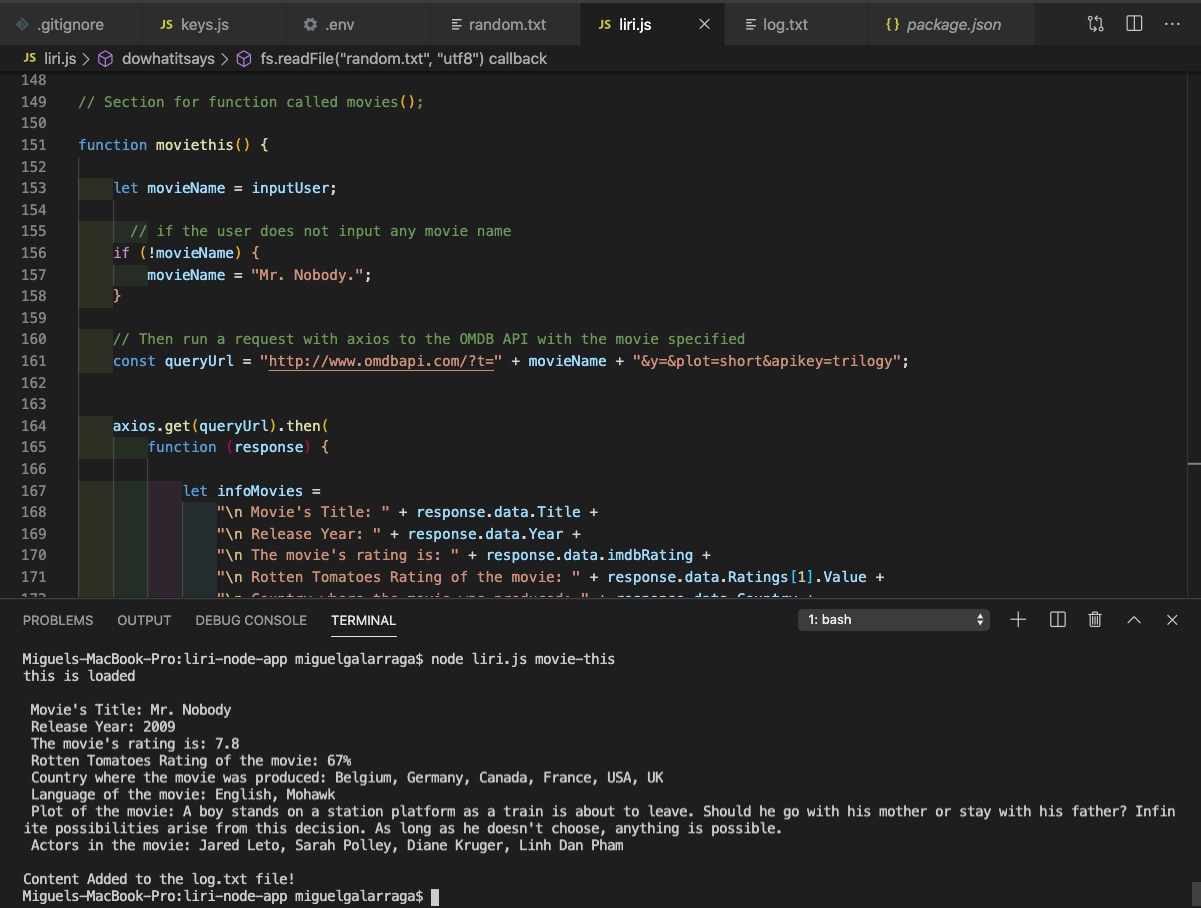 .gitignore JS keys.js .env random.txt JS liri.js log.txt {} package.json
JS liri.js > dowhatitsays > fs.readFile("random.txt", "utf8") callback
148
149 // Section for function called movies();
150
151 function moviethis() {
152
153 let movieName = inputUser;
154
155 // if the user does not input any movie name
156 if (!movieName) {
157 movieName = "Mr. Nobody.";
158 }
159
160 // Then run a request with axios to the OMDB API with the movie specified
161 const queryUrl = "http://www.omdbapi.com/?t=" + movieName + "&y=&plot=short&apikey=trilogy";
162
163
164 axios.get(queryUrl).then(
165 function (response) {
166
167 let infoMovies =
168 "\n Movie's Title: " + response.data.Title +
169 "\n Release Year: " + response.data.Year +
170 "\n The movie's rating is: " + response.data.imdbRating +
171 "\n Rotten Tomatoes Rating of the movie: " + response.data.Ratings[1].Value +
172 "\n Country where the movie was produced: " + response.data.Country +
PROBLEMS OUTPUT DEBUG CONSOLE TERMINAL 1: bash
Miguels-MacBook-Pro:liri-node-app miguelgalarraga$ node liri.js movie-this
this is loaded
Movie's Title: Mr. Nobody
Release Year: 2009
The movie's rating is: 7.8
Rotten Tomatoes Rating of the movie: 67%
Country where the movie was produced: Belgium, Germany, Canada, France, USA, UK
Language of the movie: English, Mohawk
Plot of the movie: A boy stands on a station platform as a train is about to leave. Should he go with his mother or stay with his father? Infin
ite possibilities arise from this decision. As long as he doesn't choose, anything is possible.
Actors in the movie: Jared Leto, Sarah Polley, Diane Kruger, Linh Dan Pham
Content Added to the log.txt file!
Miguels-MacBook-Pro:liri-node-app miguelgalarraga$